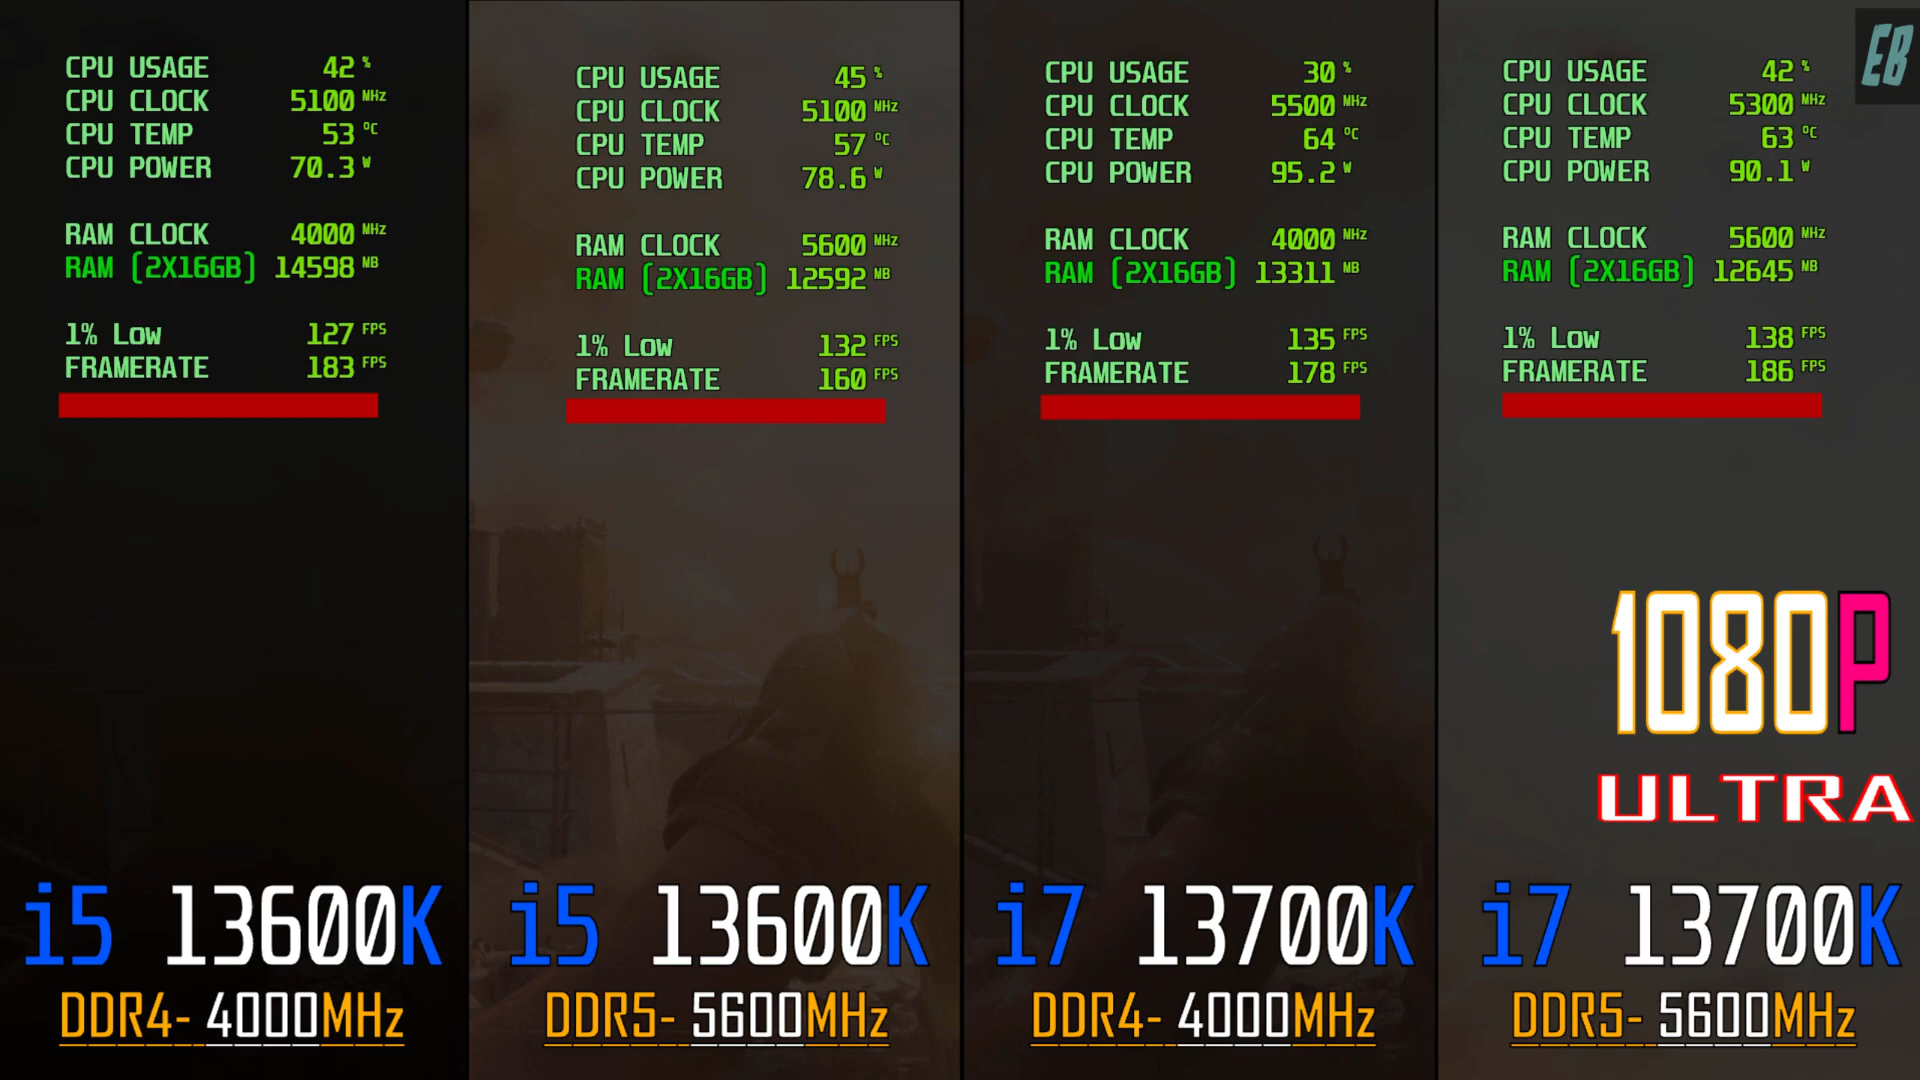 CPU USAGE 42 %
CPU CLOCK 5100 MHz
CPU TEMP 53 °C
CPU POWER 70.3 W
RAM CLOCK 4000 MHz
RAM (2X16GB) 14598 MB
1% Low 127 FPS
FRAMERATE 183 FPS
i5 13600K
DDR4- 4000MHz
CPU USAGE 45 %
CPU CLOCK 5100 MHz
CPU TEMP 57 °C
CPU POWER 78.6 W
RAM CLOCK 5600 MHz
RAM (2X16GB) 12592 MB
1% Low 132 FPS
FRAMERATE 160 FPS
i5 13600K
DDR5- 5600MHz
CPU USAGE 30 %
CPU CLOCK 5500 MHz
CPU TEMP 64 °C
CPU POWER 95.2 W
RAM CLOCK 4000 MHz
RAM (2X16GB) 13311 MB
1% Low 135 FPS
FRAMERATE 178 FPS
i7 13700K
DDR4- 4000MHz
EB
CPU USAGE 42 %
CPU CLOCK 5300 MHz
CPU TEMP 63 °C
CPU POWER 90.1 W
RAM CLOCK 5600 MHz
RAM (2X16GB) 12645 MB
1% Low 138 FPS
FRAMERATE 186 FPS
1080P
ULTRA
i7 13700K
DDR5- 5600MHz